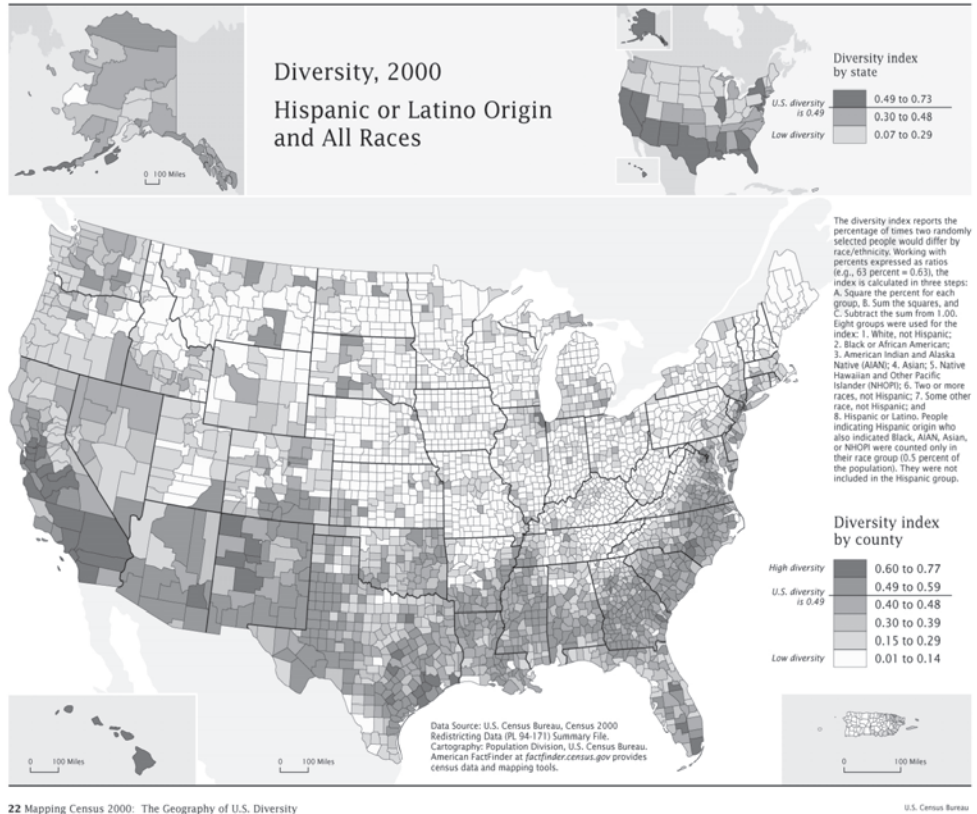 Diversity, 2000
Hispanic or Latino Origin
and All Races
0 100 Miles
Diversity index
by state
U.S. diversity
is 0.49
Low diversity
0.49 to 0.73
0.30 to 0.48
0.07 to 0.29
The diversity index reports the
percentage of times two randomly
selected people would differ by
race/ethnicity. Working with
percents expressed as ratios
(e.g., 63 percent = 0.63), the
index is calculated in three steps:
A. Square the percent for each
group, B. Sum the squares, and
C. Subtract the sum from 1.00.
Eight groups were used for the
index: 1. White, not Hispanic;
2. Black or African American;
3. American Indian and Alaska
Native (AIAN); 4. Asian; 5. Native
Hawaiian and Other Pacific
Islander (NHOPI); 6. Two or more
races, not Hispanic; 7. Some other
race, not Hispanic; and
8. Hispanic or Latino. People
indicating Hispanic origin who
also indicated Black, AIAN, Asian,
or NHOPI were counted only in
their race group (0.5 percent of
the population). They were not
included in the Hispanic group.
Diversity index
by county
High diversity
U.S. diversity
is 0.49
Low diversity
0.60 to 0.77
0.49 to 0.59
0.40 to 0.48
0.30 to 0.39
0.15 to 0.29
0.01 to 0.14
0 100 Miles
0 100 Miles
Data Source: U.S. Census Bureau, Census 2000
Redistricting Data (PL 94-171) Summary File.
Cartography: Population Division, U.S. Census Bureau.
American FactFinder at factfinder.census.gov provides
census data and mapping tools.
0 100 Miles
22 Mapping Census 2000: The Geography of U.S. Diversity
U.S. Census Bureau